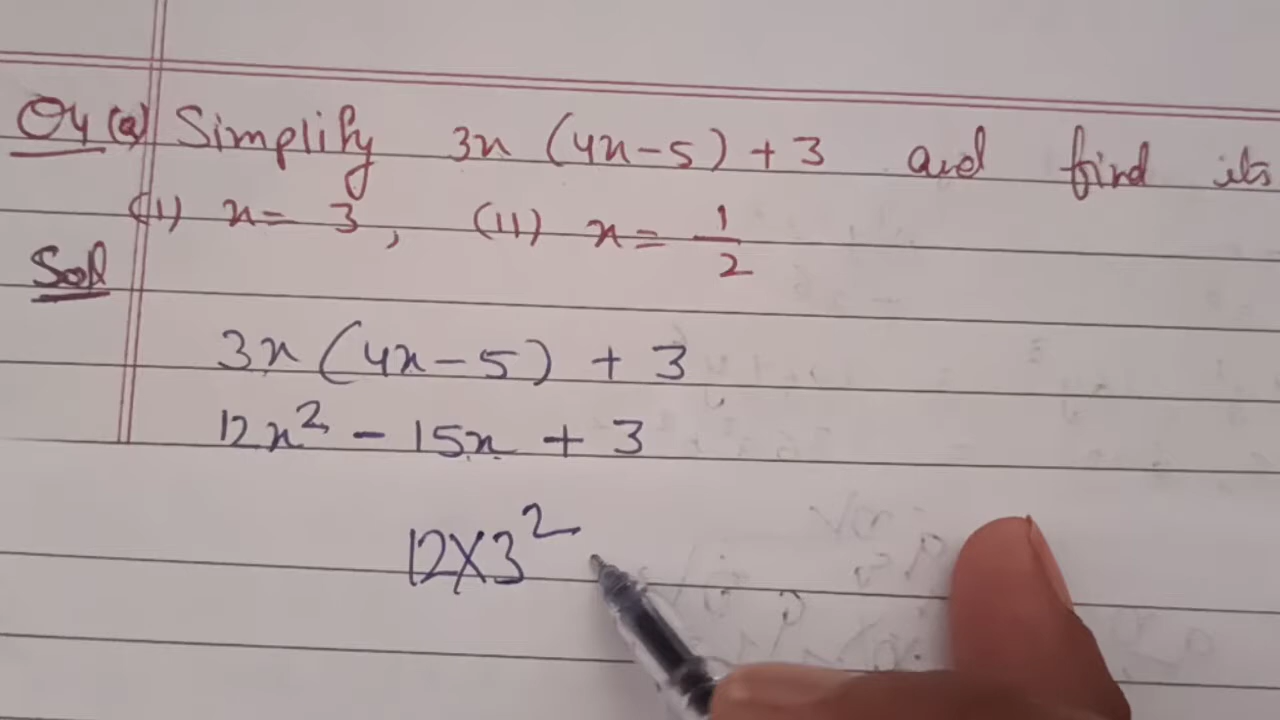 Q4 (a) Simplify 3x (4x-5) + 3 and find its
(i) x = 3, (ii) x = 1/2
Sol
3x (4x-5) + 3
12x² - 15x + 3
12×3²